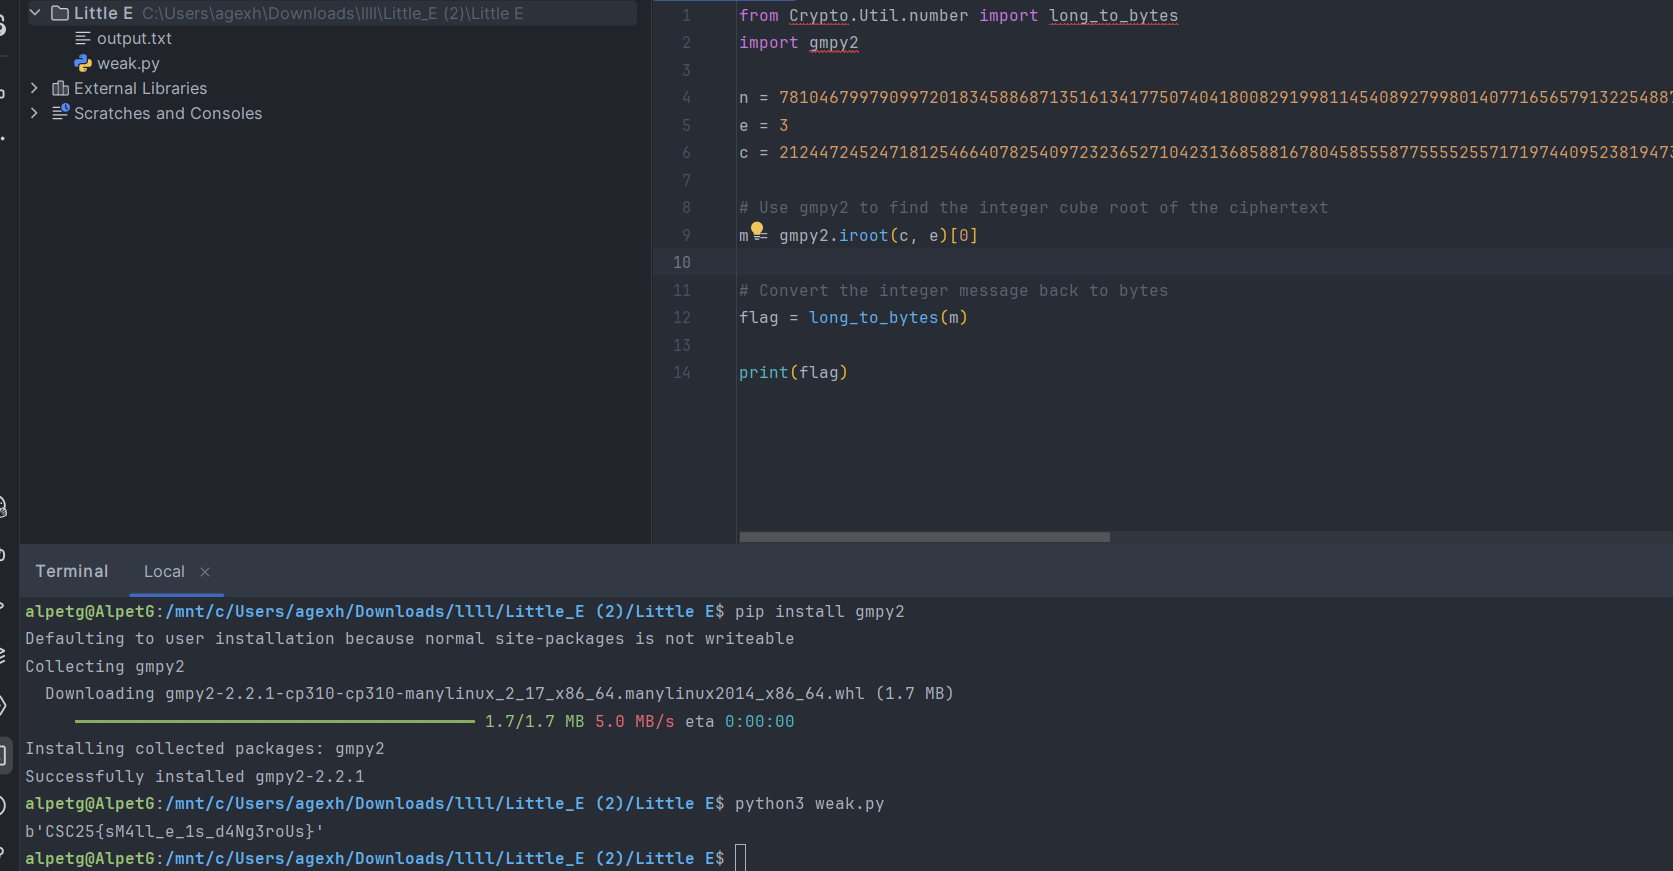 Little E C:\Users\agexh\Downloads\llll\Little_E (2)\Little E
output.txt
weak.py
External Libraries
Scratches and Consoles
1 from Crypto.Util.number import long_to_bytes
2 import gmpy2
3
4 n = 78104679979099720183458868713516134177507404180082919981145408927998014077165657913225488
5 e = 3
6 c = 21244724524718125466407825409723236527104231368588167804585558775555255717197440952381947
7
8 # Use gmpy2 to find the integer cube root of the ciphertext
9 m = gmpy2.iroot(c, e)[0]
10
11 # Convert the integer message back to bytes
12 flag = long_to_bytes(m)
13
14 print(flag)
Terminal Local ×
alpetg@AlpetG:/mnt/c/Users/agexh/Downloads/llll/Little_E (2)/Little E$ pip install gmpy2
Defaulting to user installation because normal site-packages is not writeable
Collecting gmpy2
Downloading gmpy2-2.2.1-cp310-cp310-manylinux_2_17_x86_64.manylinux2014_x86_64.whl (1.7 MB)
1.7/1.7 MB 5.0 MB/s eta 0:00:00
Installing collected packages: gmpy2
Successfully installed gmpy2-2.2.1
alpetg@AlpetG:/mnt/c/Users/agexh/Downloads/llll/Little_E (2)/Little E$ python3 weak.py
b'CSC25{sM4ll_e_1s_d4Ng3roUs}'
alpetg@AlpetG:/mnt/c/Users/agexh/Downloads/llll/Little_E (2)/Little E$